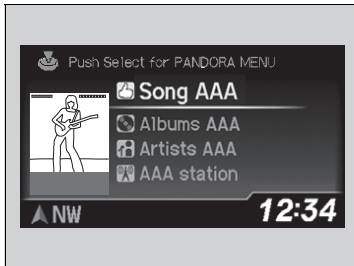 Push Select for PANDORA MENU
Song AAA
Albums AAA
Artists AAA
AAA station
NW
12:34